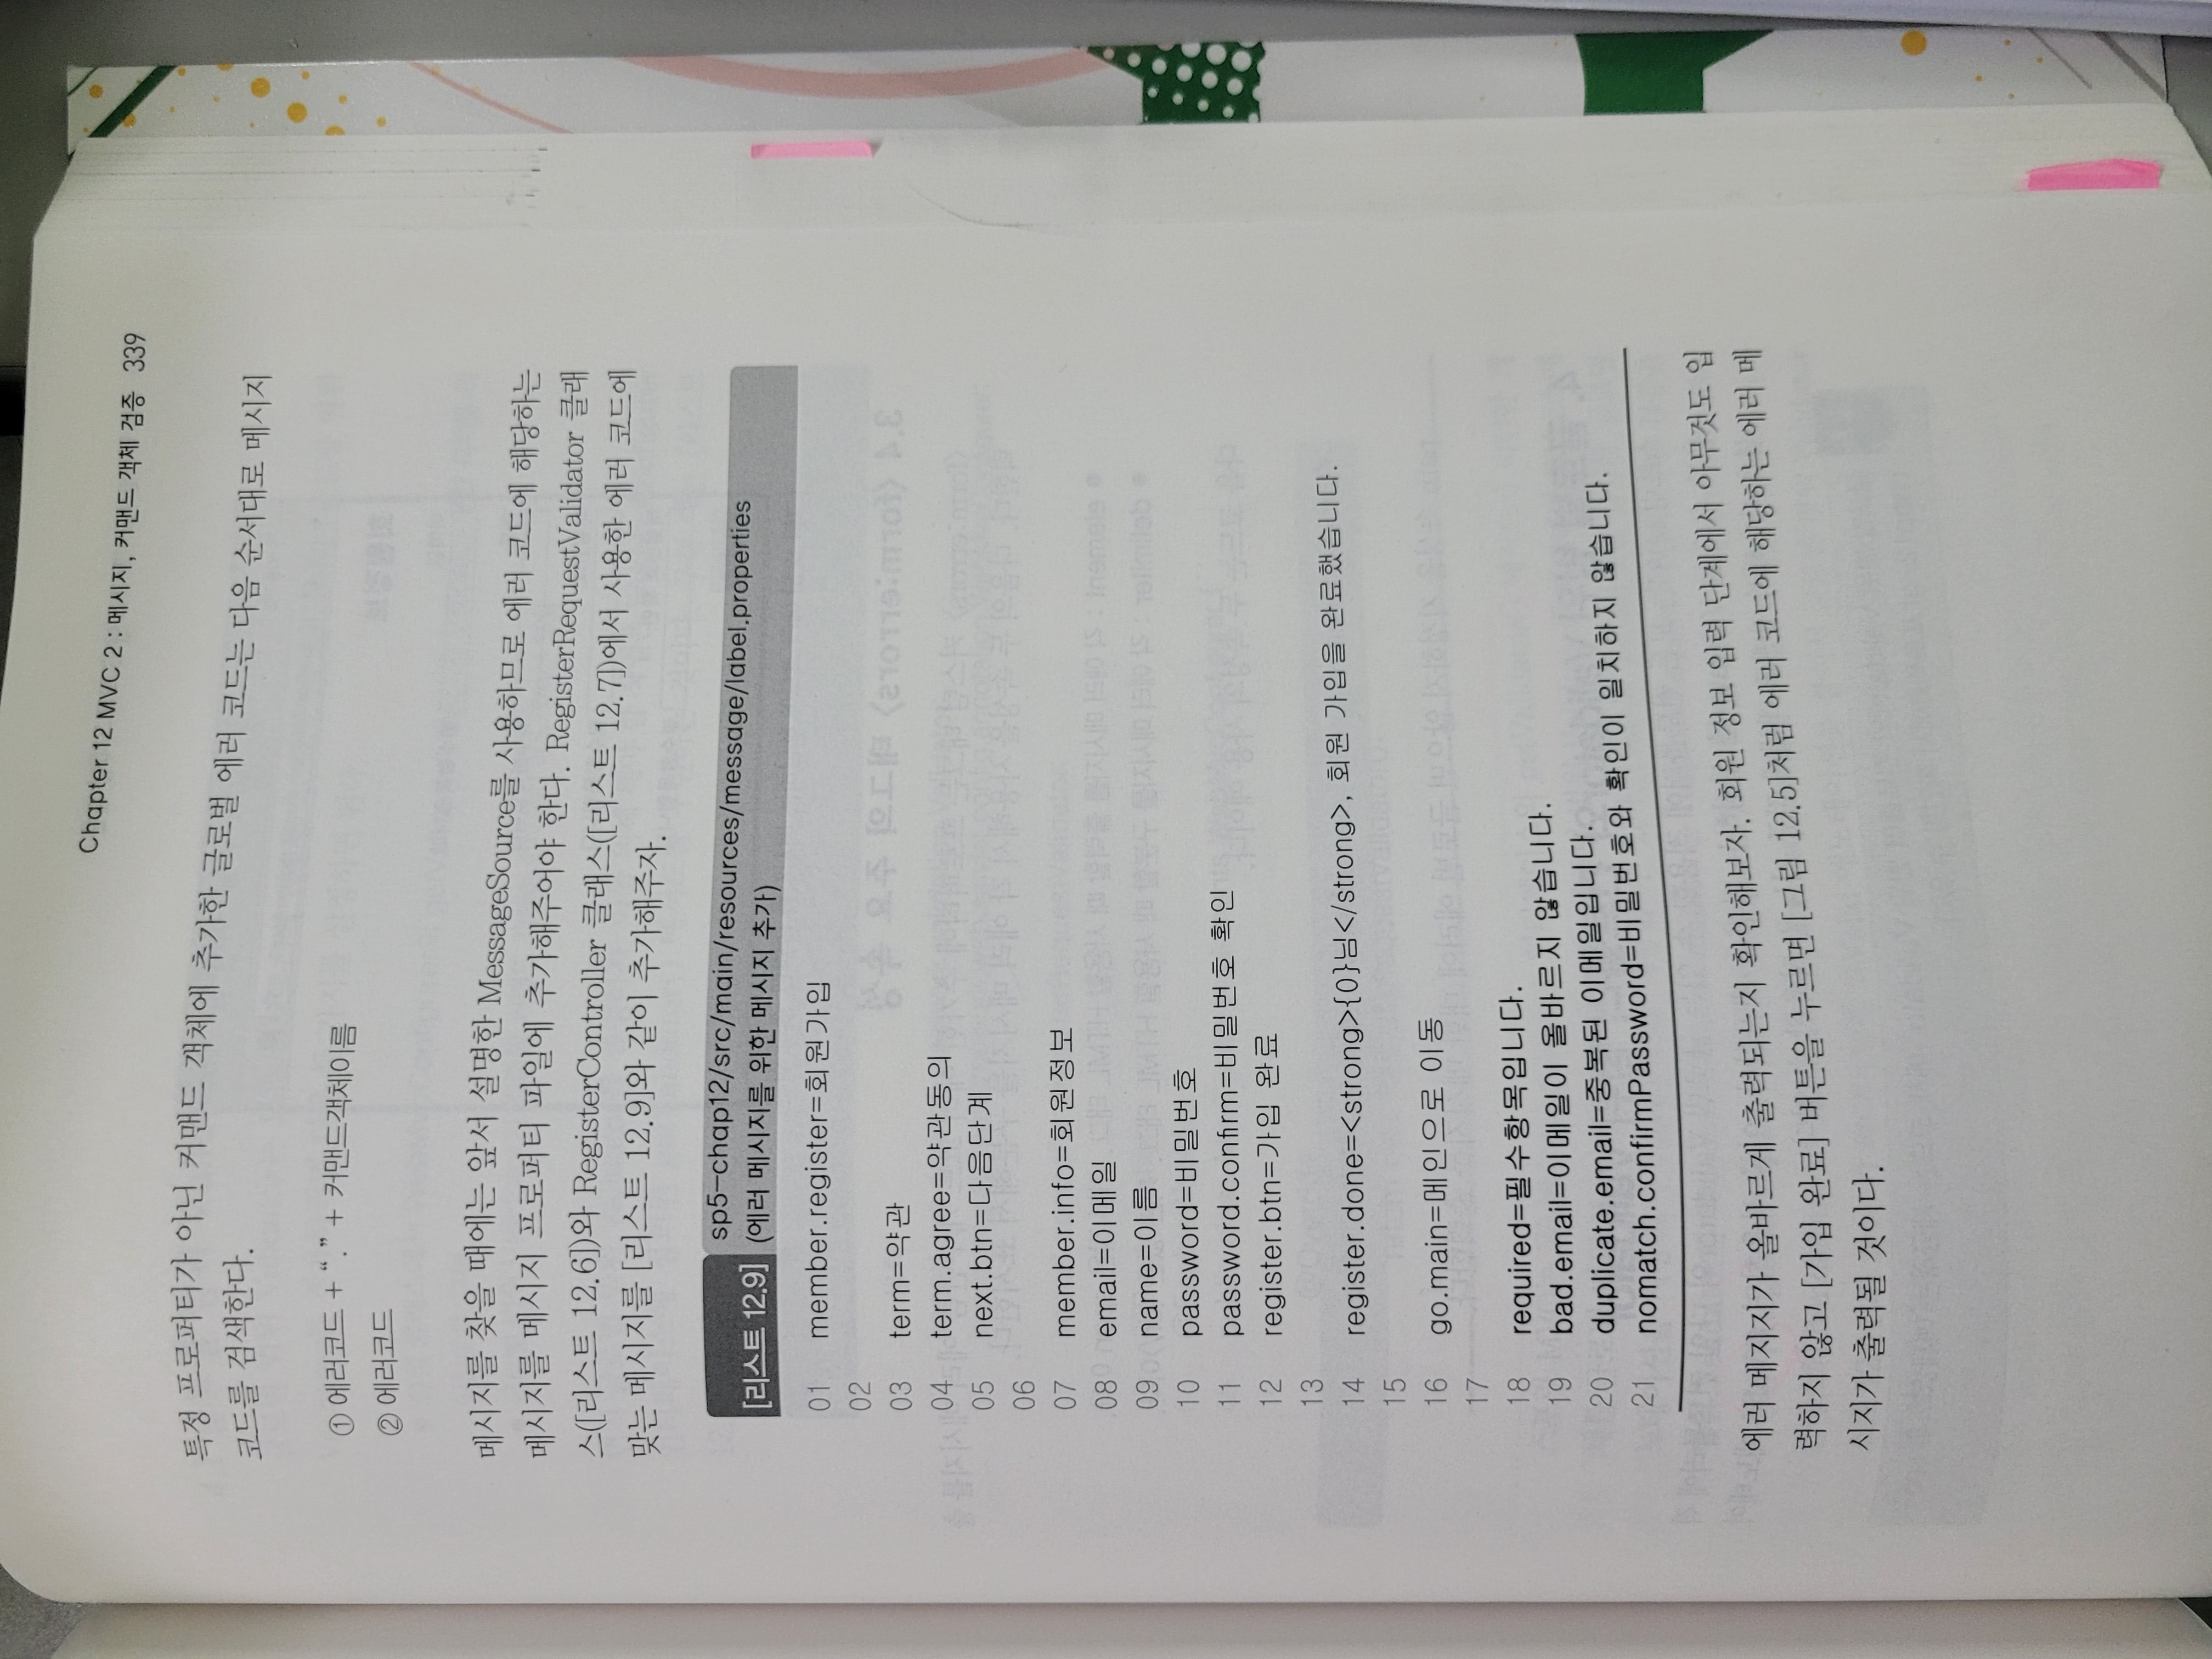 Chapter 12 MVC 2 : 메시지, 커맨드 객체 검증 339
특정 프로퍼티가 아닌 커맨드 객체에 추가한 글로벌 에러 코드는 다음 순서대로 메시지
코드를 검색한다.
① 에러코드 + “.” + 커맨드객체이름
② 에러코드
메시지를 찾을 때에는 앞서 설명한 MessageSource를 사용하므로 에러 코드에 해당하는
메시지를 메시지 프로퍼티 파일에 추가해주어야 한다. RegisterRequestValidator 클래
스([리스트 12.6])와 RegisterController 클래스([리스트 12.7])에서 사용한 에러 코드에
맞는 메시지를 [리스트 12.9]와 같이 추가해주자.
[리스트 12.9] sp5-chap12/src/main/resources/message/label.properties
(에러 메시지를 위한 메시지 추가)
01 member.register=회원가입
02
03 term=약관
04 term.agree=약관동의
05 next.btn=다음단계
06
07 member.info=회원정보
08 email=이메일
09 name=이름
10 password=비밀번호
11 password.confirm=비밀번호 확인
12 register.btn=가입 완료
13
14 register.done=<strong>{0}님</strong>, 회원 가입을 완료했습니다.
15
16 go.main=메인으로 이동
17
18 required=필수항목입니다.
19 bad.email=이메일이 올바르지 않습니다.
20 duplicate.email=중복된 이메일입니다.
21 nomatch.confirmPassword=비밀번호와 확인이 일치하지 않습니다.
에러 메지지가 올바르게 출력되는지 확인해보자. 회원 정보 입력 단계에서 아무것도 입
력하지 않고 [가입 완료] 버튼을 누르면 [그림 12.5]처럼 에러 코드에 해당하는 에러 메
시지가 출력될 것이다.